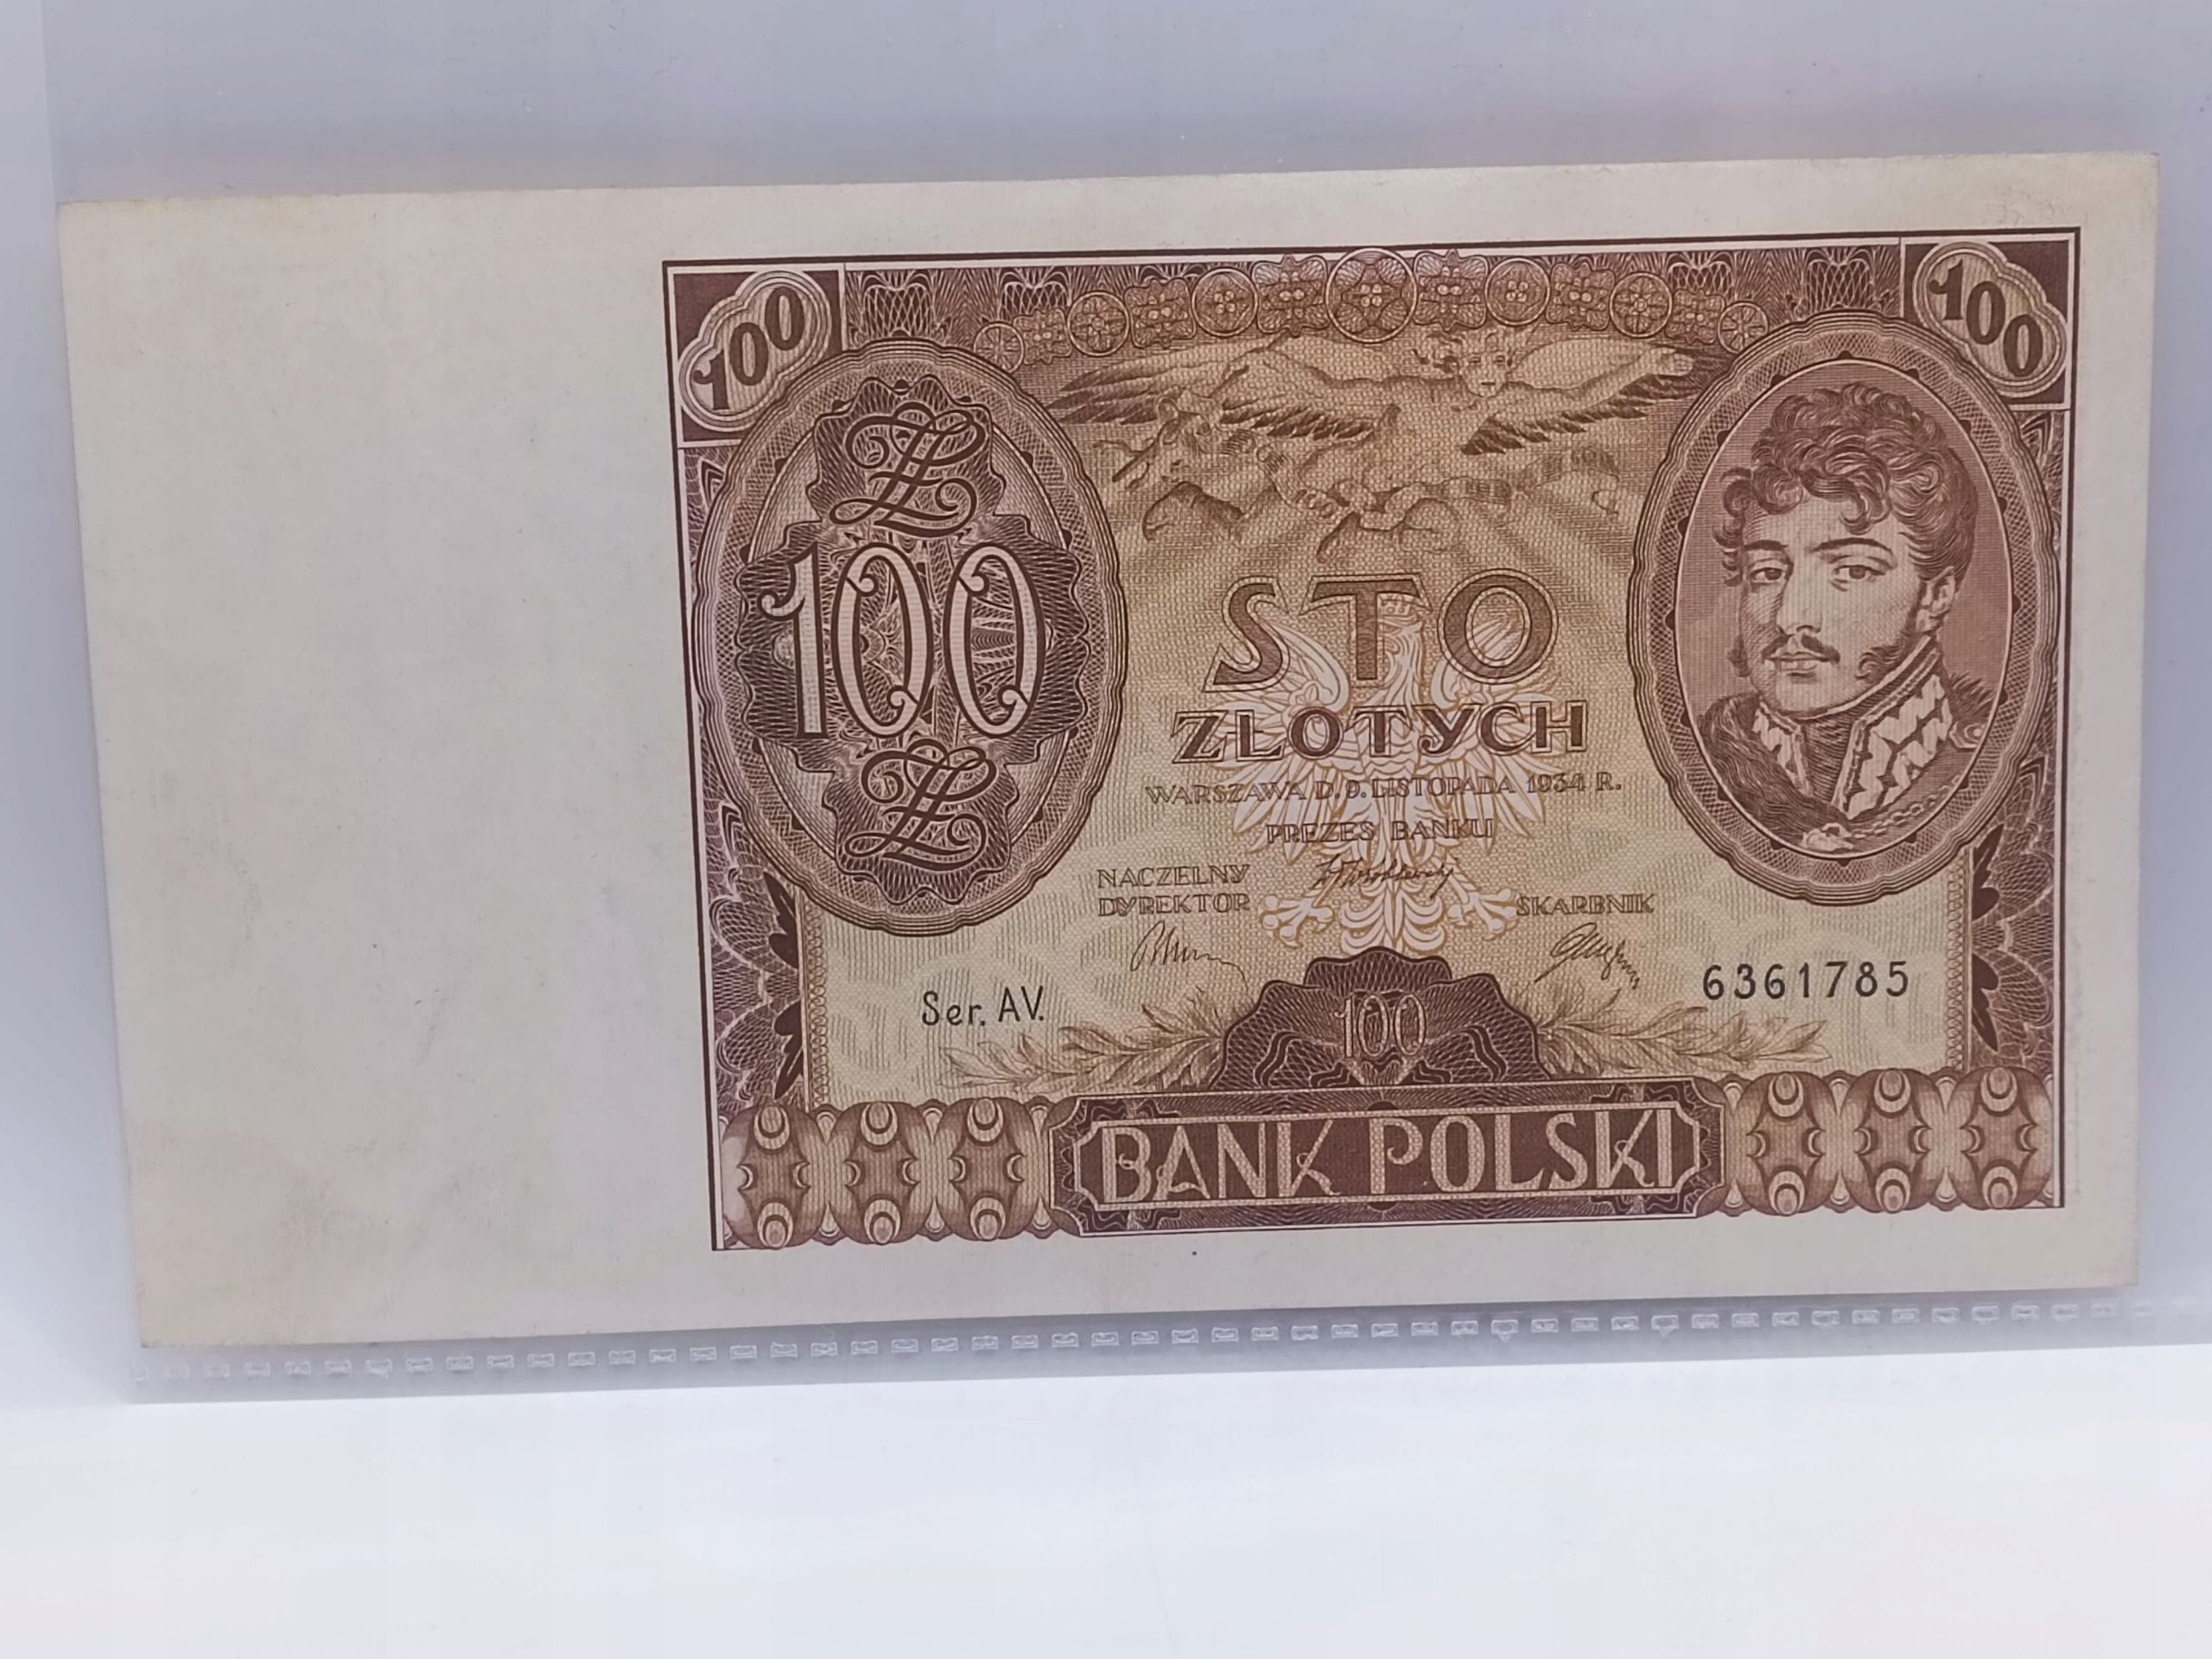 100
100
100
STO
ZŁOTYCH
WARSZAWA D. 9. LISTOPADA 1934 R.
PREZES BANKU
NACZELNY
DYREKTOR
SKARBNIK
Ser. AV.
6361785
100
BANK POLSKI